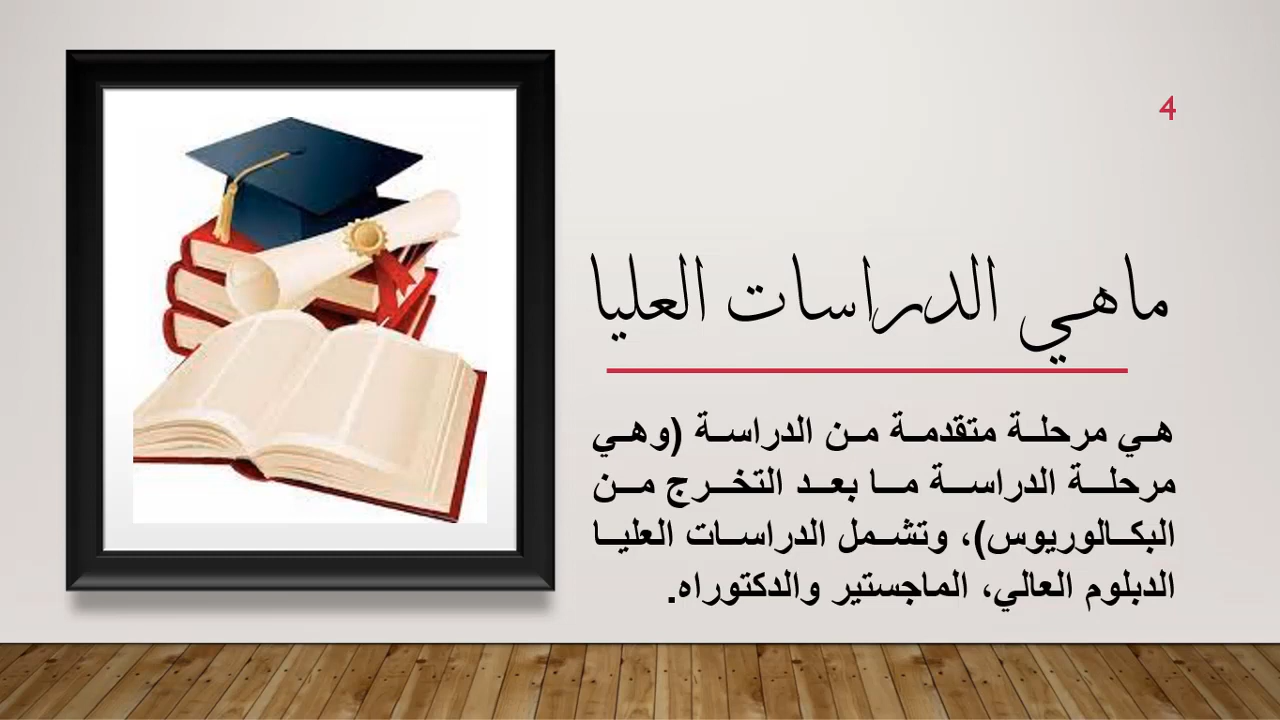 4
ماهي الدراسات العليا
هي مرحلة متقدمة من الدراسة (وهي
مرحلة الدراسة ما بعد التخرج من
البكالوريوس)، وتشمل الدراسات العليا
الدبلوم العالي، الماجستير والدكتوراه.